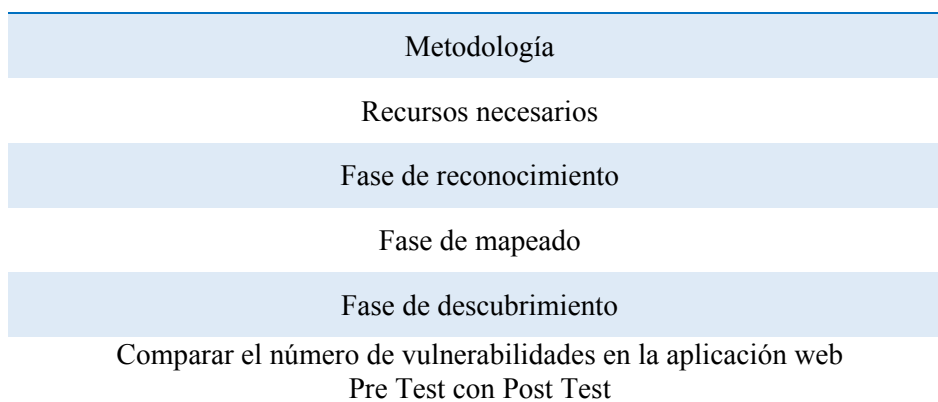 Metodología
Recursos necesarios
Fase de reconocimiento
Fase de mapeado
Fase de descubrimiento
Comparar el número de vulnerabilidades en la aplicación web
Pre Test con Post Test